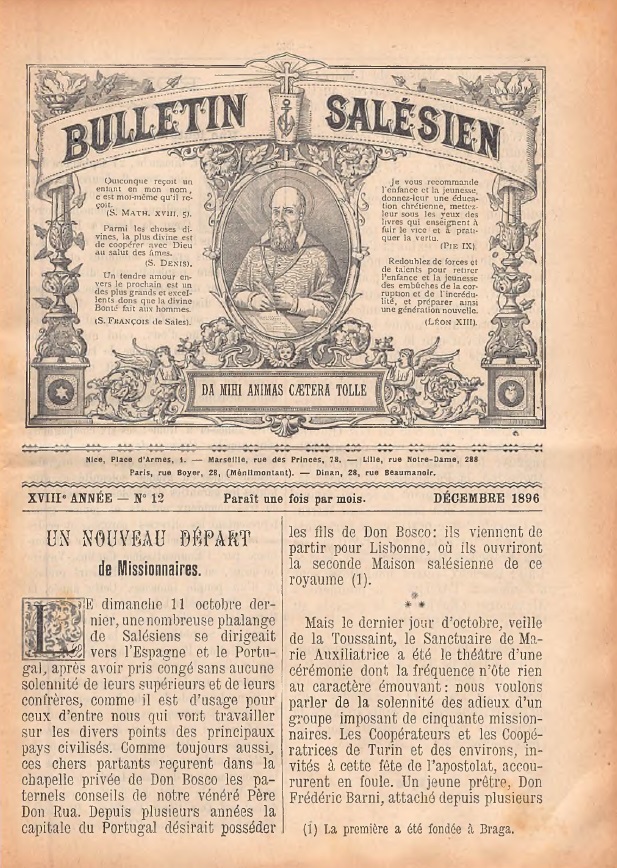 BULLETIN SALÉSIEN
Quiconque reçoit un
enfant en mon nom,
c'est moi-même qu'il re-
çoit.
(S. MATH. XVIII. 5).
Parmi les choses di-
vines, la plus divine est
de coopérer avec Dieu
au salut des âmes.
(S. DENIS).
Un tendre amour en-
vers le prochain est un
des plus grands et excel-
lents dons que la divine
Bonté fait aux hommes.
(S. FRANÇOIS de Sales).
Je vous recommande
l'enfance et la jeunesse,
donnez-leur une éduca-
tion chrétienne, mettez-
leur sous les yeux des
livres qui enseignent à
fuir le vice et à prati-
quer la vertu.
(PIE IX).
Redoublez de forces et
de talents pour retirer
l'enfance et la jeunesse
des embûches de la cor-
ruption et de l'incrédu-
lité, et préparer ainsi
une génération nouvelle.
(LÉON XIII).
DA MIHI ANIMAS CÆTERA TOLLE
Nice, Place d'Armes, 1. — Marseille, rue des Princes, 78, — Lille, rue Notre-Dame, 288
Paris, rue Boyer, 28, (Ménilmontant). — Dinan, 28, rue Beaumanoir.
XVIIIe ANNÉE — N° 12 Paraît une fois par mois. DÉCEMBRE 1896
UN NOUVEAU DÉPART
de Missionnaires.
LE dimanche 11 octobre der-
nier, une nombreuse phalange
de Salésiens se dirigeait
vers l'Espagne et le Portu-
gal, après avoir pris congé sans aucune
solennité de leurs supérieurs et de leurs
confrères, comme il est d'usage pour
ceux d'entre nous qui vont travailler
sur les divers points des principaux
pays civilisés. Comme toujours aussi,
ces chers partants reçurent dans la
chapelle privée de Don Bosco les pa-
ternels conseils de notre vénéré Père
Don Rua. Depuis plusieurs années la
capitale du Portugal désirait posséder
les fils de Don Bosco: ils viennent de
partir pour Lisbonne, où ils ouvriront
la seconde Maison salésienne de ce
royaume (1).
* * *
Mais le dernier jour d'octobre, veille
de la Toussaint, le Sanctuaire de Ma-
rie Auxiliatrice a été le théâtre d'une
cérémonie dont la fréquence n'ôte rien
au caractère émouvant: nous voulons
parler de la solennité des adieux d'un
groupe imposant de cinquante mission-
naires. Les Coopérateurs et les Coopé-
ratrices de Turin et des environs, in-
vités à cette fête de l'apostolat, accou-
rurent en foule. Un jeune prêtre, Don
Frédéric Barni, attaché depuis plusieurs
(1) La première a été fondée à Braga.